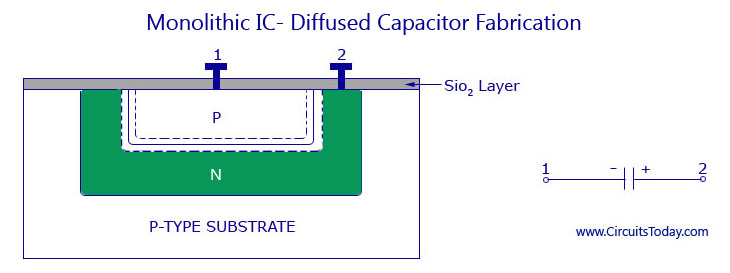 Monolithic IC- Diffused Capacitor Fabrication
1 2
Sio₂ Layer
P
N
P-TYPE SUBSTRATE
1 - + 2
www.CircuitsToday.com